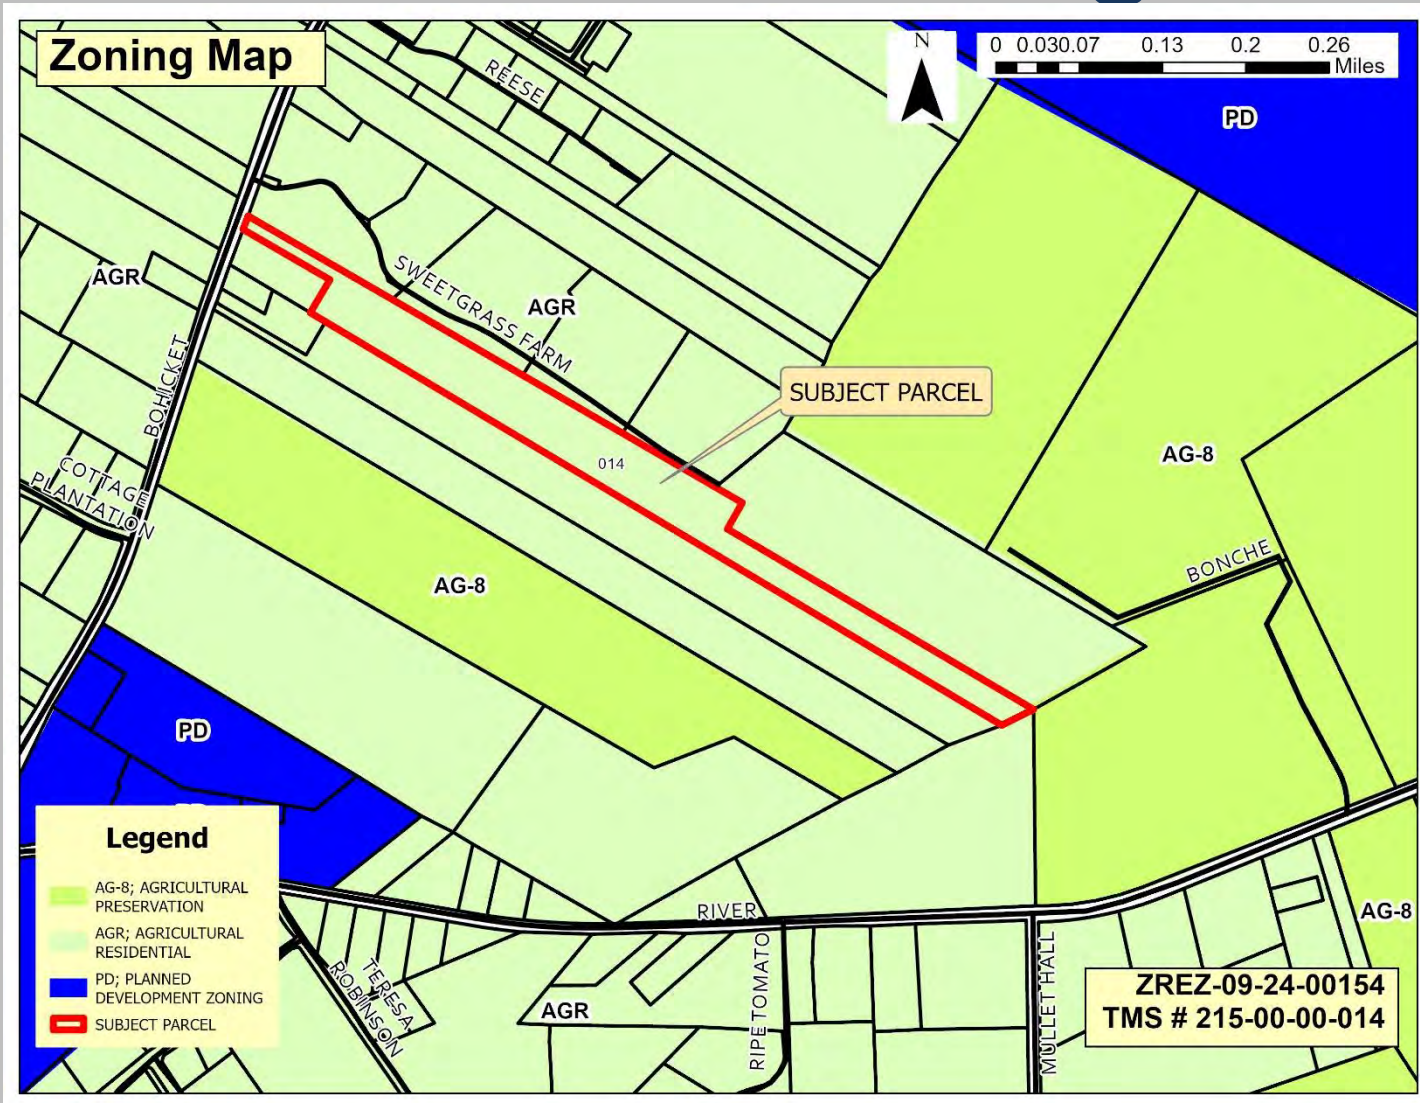 Zoning Map
N
0 0.030.07 0.13 0.2 0.26
Miles
PD
REESE
AGR
SWEETGRASS FARM
AGR
BOHICKET
SUBJECT PARCEL
014
AG-8
COTTAGE
PLANTATION
BONCHE
AG-8
PD
Legend
AG-8; AGRICULTURAL
PRESERVATION
AGR; AGRICULTURAL
RESIDENTIAL
PD; PLANNED
DEVELOPMENT ZONING
SUBJECT PARCEL
RIVER
AG-8
TERESA
ROBINSON
AGR
RIPE TOMATO
MULLET HALL
ZREZ-09-24-00154
TMS # 215-00-00-014